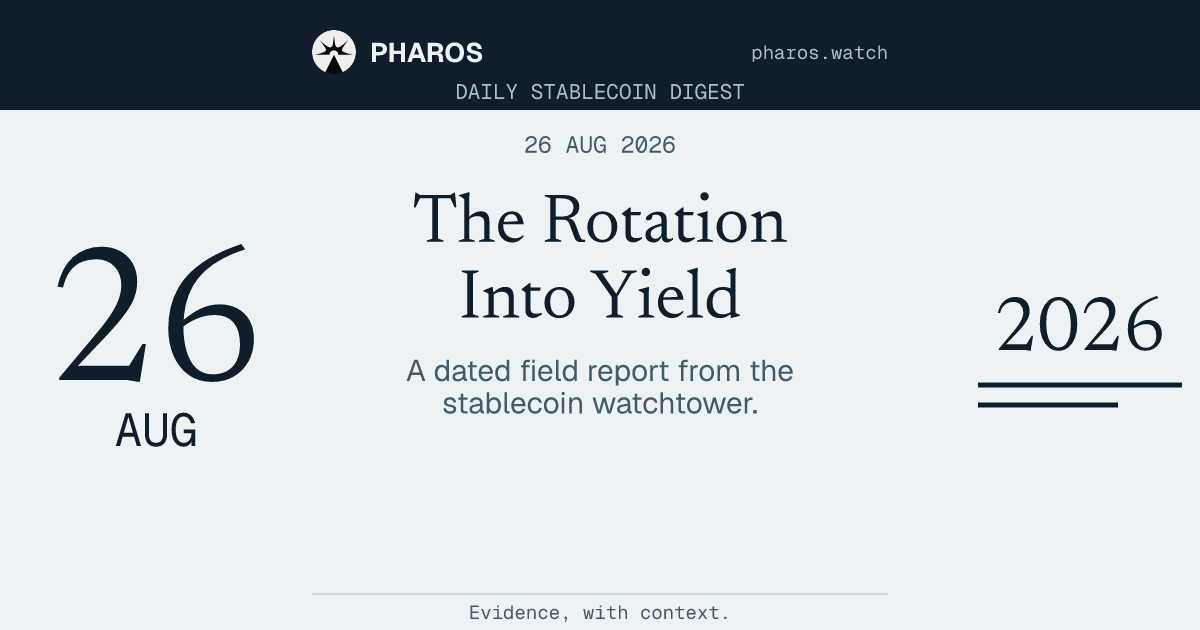 PHAROS
pharos.watch
DAILY STABLECOIN DIGEST
26 AUG 2026
The Rotation
Into Yield
A dated field report from the
stablecoin watchtower.
26
AUG
2026
Evidence, with context.